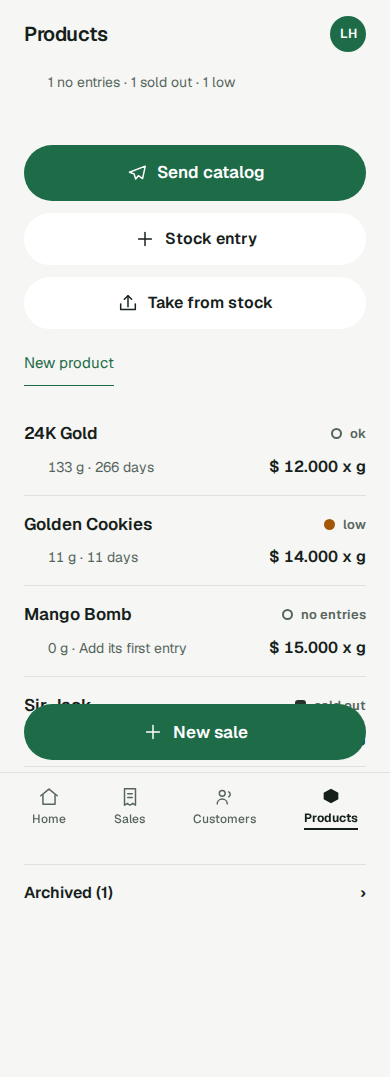 Products
LH
1 no entries · 1 sold out · 1 low
Send catalog
Stock entry
Take from stock
New product
24K Gold
ok
133 g · 266 days
$ 12.000 x g
Golden Cookies
low
11 g · 11 days
$ 14.000 x g
Mango Bomb
no entries
0 g · Add its first entry
$ 15.000 x g
New sale
Home
Sales
Customers
Products
Archived (1)
›